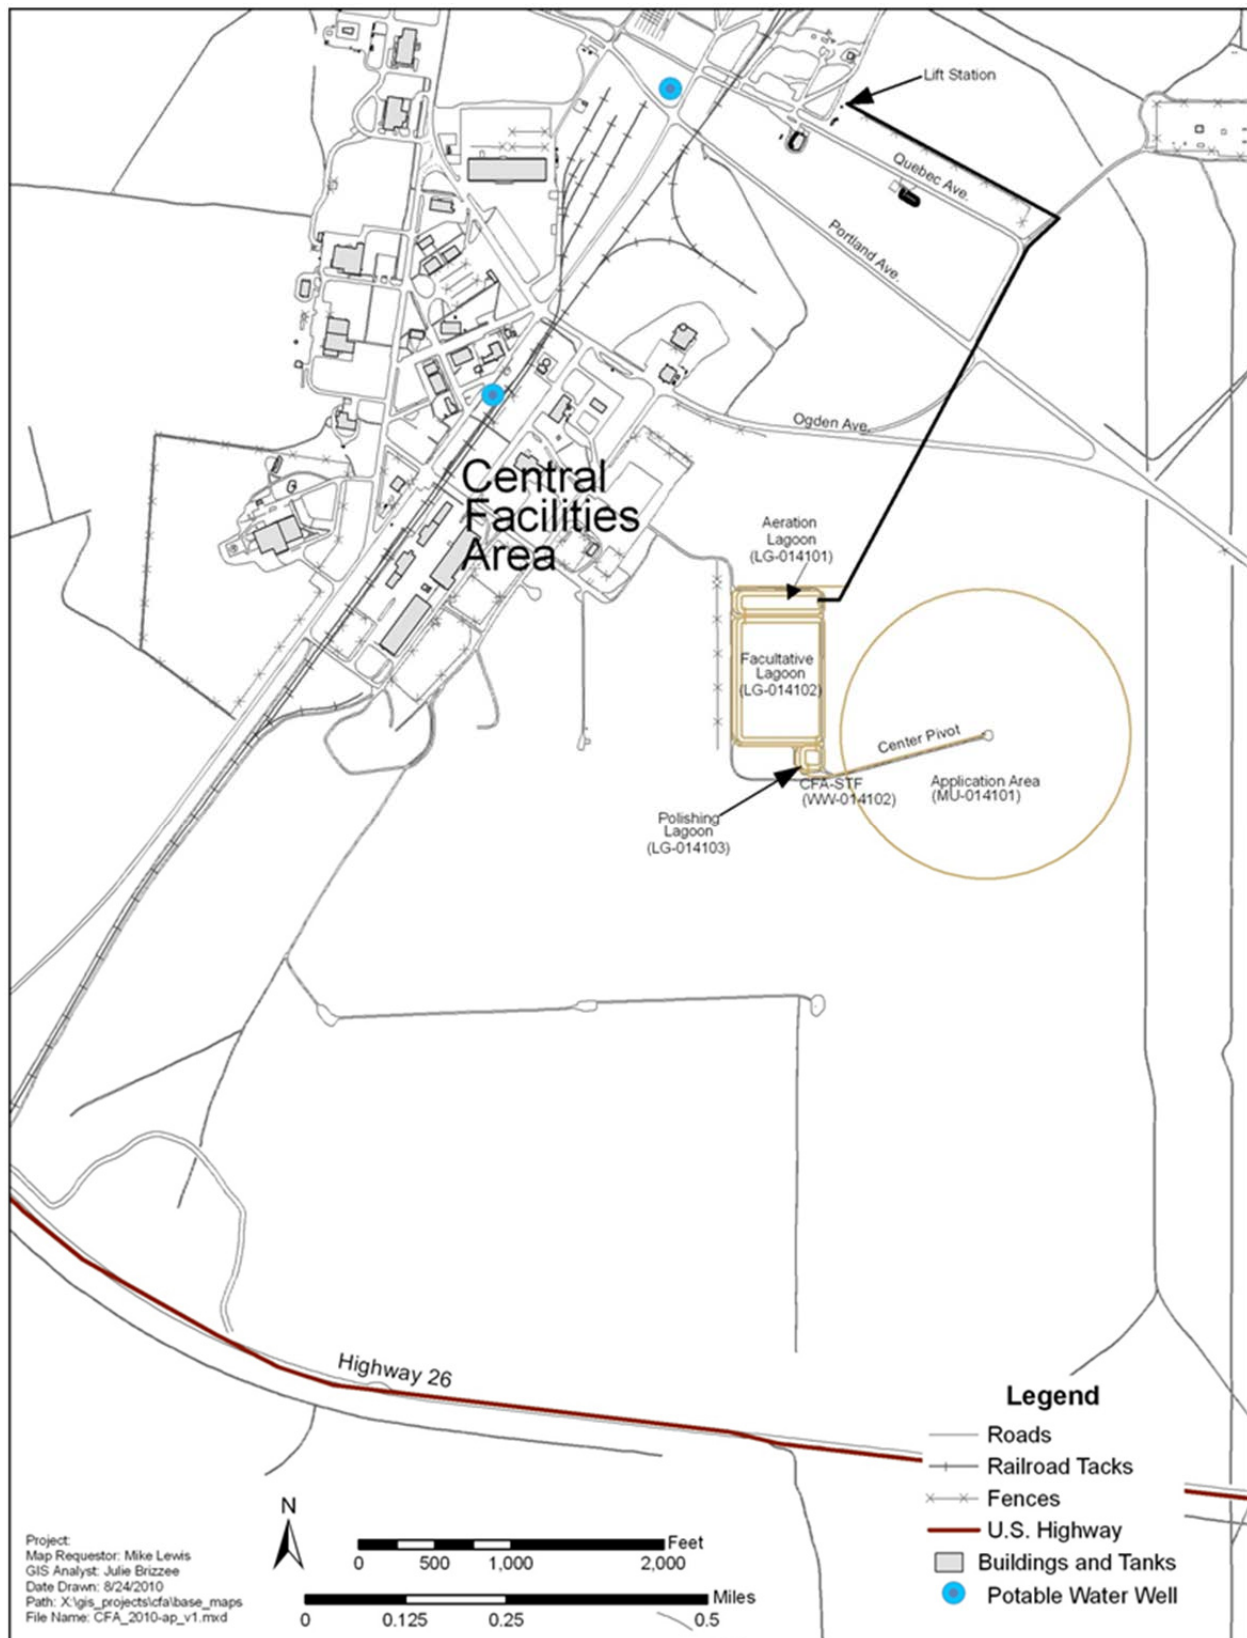 Lift Station
Quebec Ave.
Portland Ave.
Ogden Ave.
Central
Facilities
Area
Aeration
Lagoon
(LG-014101)
Facultative
Lagoon
(LG-014102)
Center Pivot
CFA-STF
(WW-014102)
Application Area
(MU-014101)
Polishing
Lagoon
(LG-014103)
Highway 26
Legend
Roads
Railroad Tacks
Fences
U.S. Highway
Buildings and Tanks
Potable Water Well
N
Feet
0 500 1,000 2,000
Miles
0 0.125 0.25 0.5
Project:
Map Requestor: Mike Lewis
GIS Analyst: Julie Brizzee
Date Drawn: 8/24/2010
Path: X:\gis_projects\cfa\base_maps
File Name: CFA_2010-ap_v1.mxd